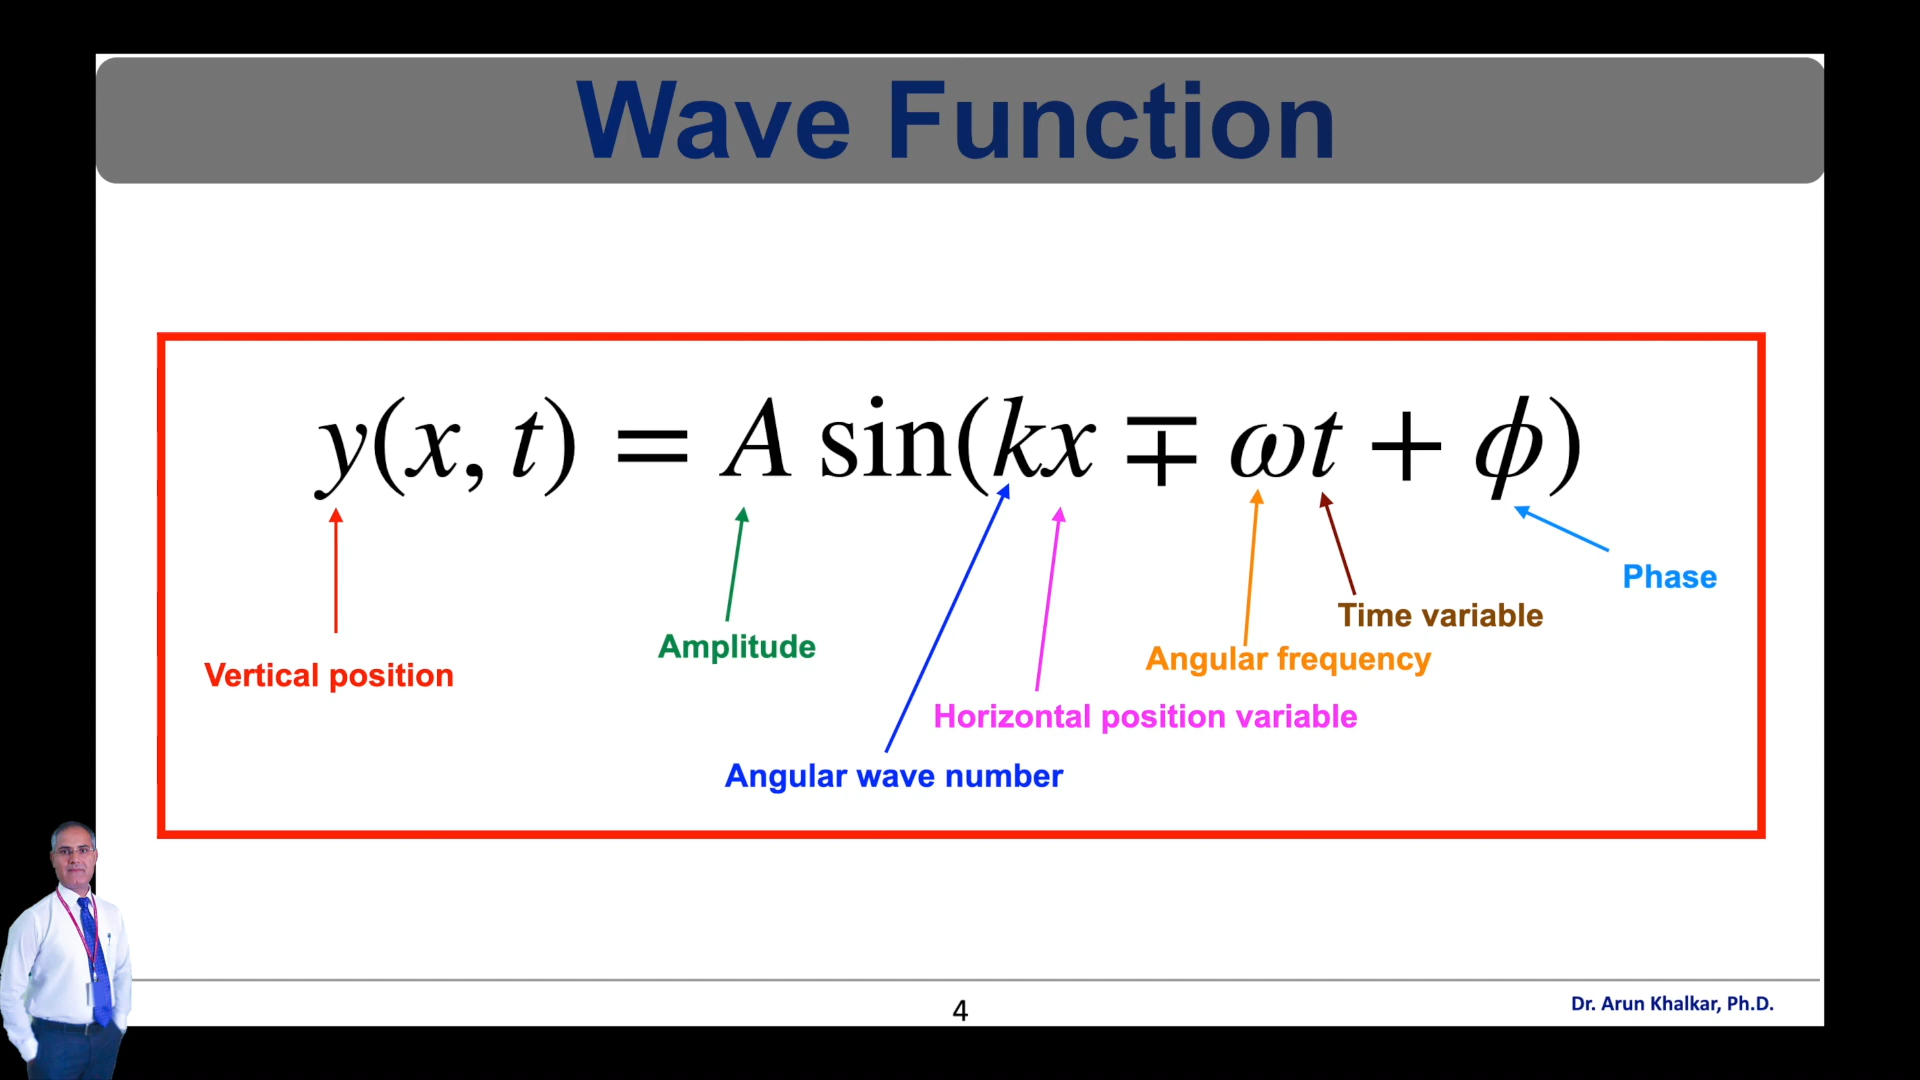 Wave Function
y(x, t) = A sin(kx ∓ ωt + ϕ)
Phase
Time variable
Amplitude
Angular frequency
Vertical position
Horizontal position variable
Angular wave number
4
Dr. Arun Khalkar, Ph.D.